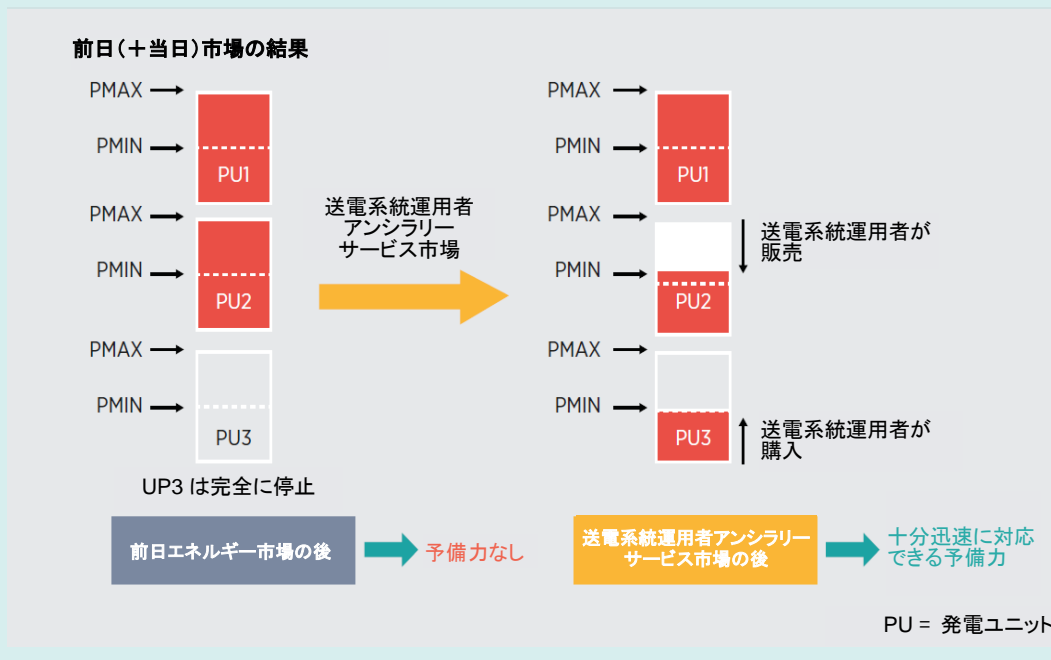 前日(+当日)市場の結果
PMAX
PMIN
PU1
PMAX
PMIN
PU2
PMAX
PMIN
PU3
UP3 は完全に停止
送電系統運用者
アンシラリー
サービス市場
PMAX
PMIN
PU1
PMAX
PMIN
PU2
送電系統運用者が
販売
PMAX
PMIN
PU3
送電系統運用者が
購入
前日エネルギー市場の後
予備力なし
送電系統運用者アンシラリー
サービス市場の後
十分迅速に対応
できる予備力
PU = 発電ユニット